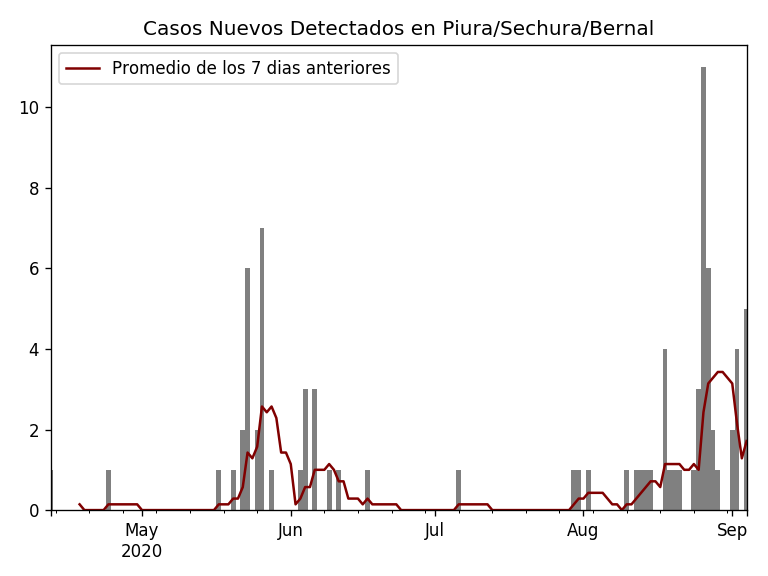 Casos Nuevos Detectados en Piura/Sechura/Bernal
Promedio de los 7 dias anteriores
10
8
6
4
2
0
May Jun Jul Aug Sep
2020